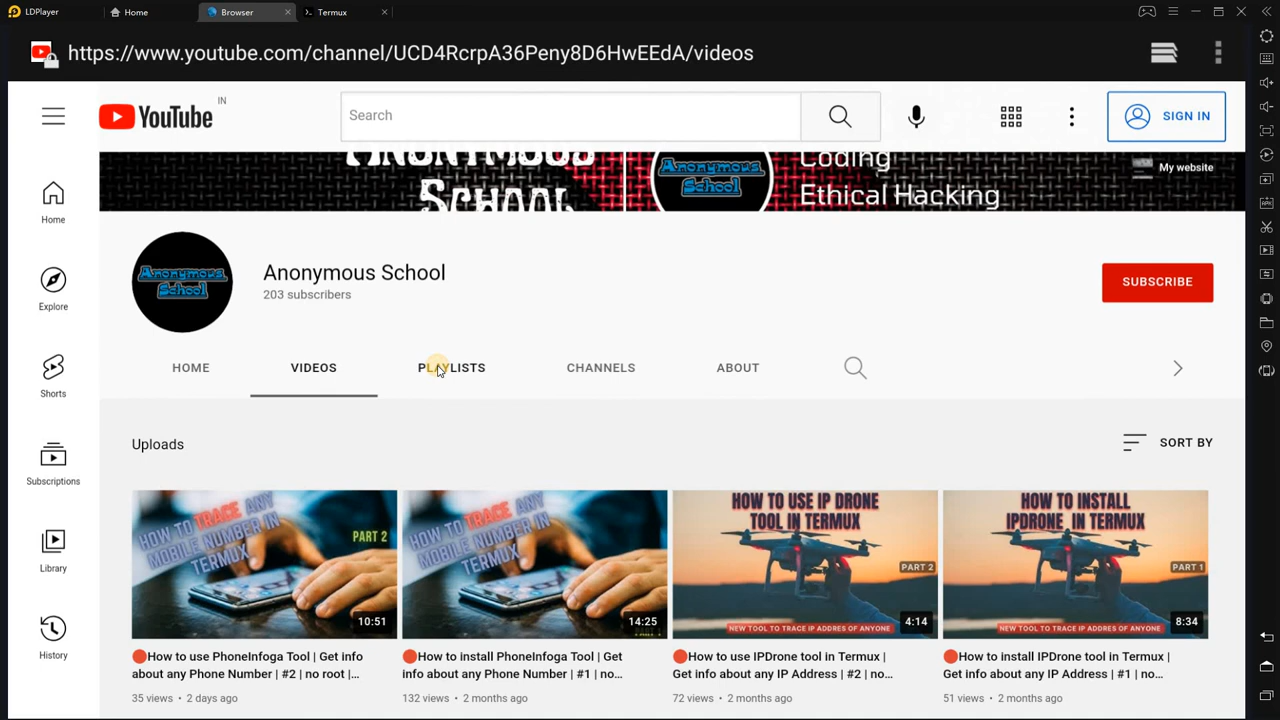 LDPlayer
Home
Browser
Termux
https://www.youtube.com/channel/UCD4RcrpA36Peny8D6HwEEdA/videos
YouTube IN
Search
SIGN IN
ANONYMOUS
SCHOOL
Anonymous
School
Coding
Ethical Hacking
My website
Home
Explore
Shorts
Subscriptions
Library
History
Anonymous
School
Anonymous School
203 subscribers
SUBSCRIBE
HOME
VIDEOS
PLAYLISTS
CHANNELS
ABOUT
Uploads
SORT BY
HOW TO TRACE ANY
MOBILE NUMBER IN
TERMUX
PART 2
10:51
🔴How to use PhoneInfoga Tool | Get info
about any Phone Number | #2 | no root |...
35 views • 2 days ago
HOW TO TRACE ANY
MOBILE NUMBER IN
TERMUX
14:25
🔴How to install PhoneInfoga Tool | Get
info about any Phone Number | #1 | no...
132 views • 2 months ago
HOW TO USE IP DRONE
TOOL IN TERMUX
PART 2
4:14
NEW TOOL TO TRACE IP ADDRES OF ANYONE
🔴How to use IPDrone tool in Termux |
Get info about any IP Address | #2 | no...
72 views • 2 months ago
HOW TO INSTALL
IPDRONE IN TERMUX
PART 1
8:34
NEW TOOL TO TRACE IP ADDRES OF ANYONE
🔴How to install IPDrone tool in Termux |
Get info about any IP Address | #1 | no...
51 views • 2 months ago